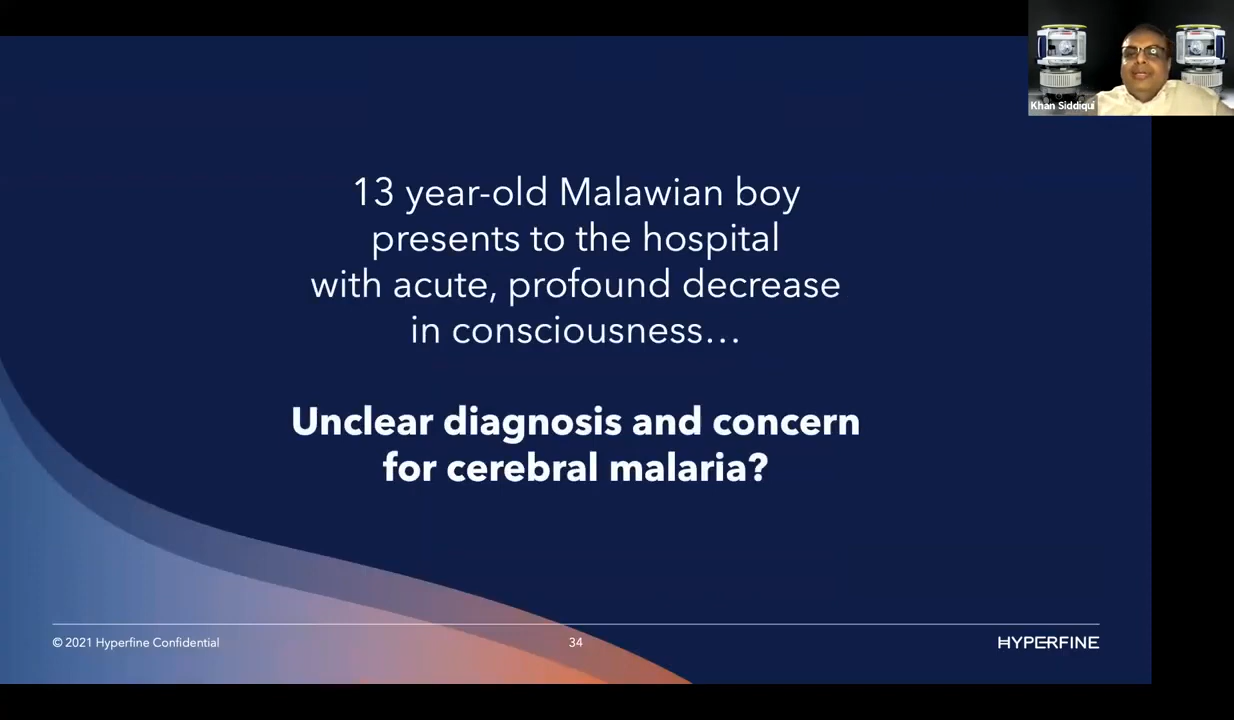 Khan Siddiqui
13 year-old Malawian boy
presents to the hospital
with acute, profound decrease
in consciousness…
Unclear diagnosis and concern
for cerebral malaria?
© 2021 Hyperfine Confidential
34
HYPERFINE